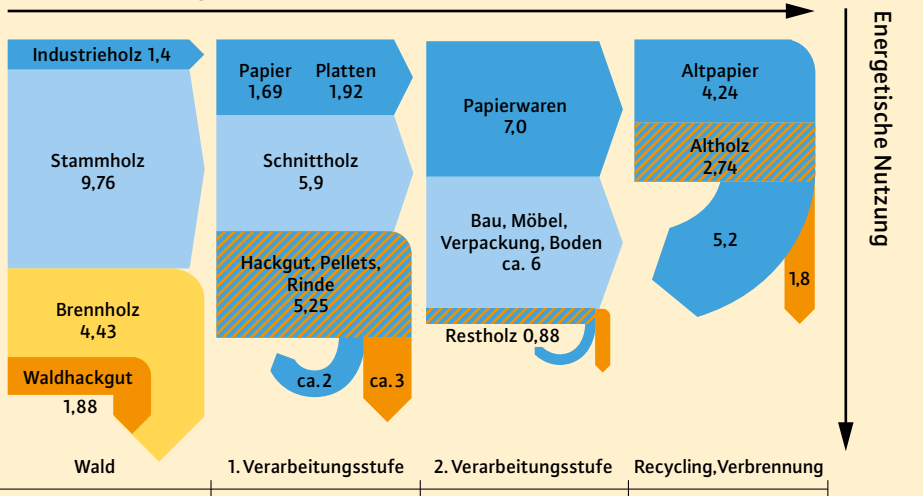 Industrieholz 1,4
Stammholz
9,76
Brennholz
4,43
Waldhackgut
1,88
Wald
Papier
1,69
Platten
1,92
Schnittholz
5,9
Hackgut, Pellets,
Rinde
5,25
ca. 2
ca. 3
1. Verarbeitungsstufe
Papierwaren
7,0
Bau, Möbel,
Verpackung, Boden
ca. 6
Restholz 0,88
2. Verarbeitungsstufe
Altpapier
4,24
Altholz
2,74
5,2
1,8
Recycling,Verbrennung
Energetische Nutzung